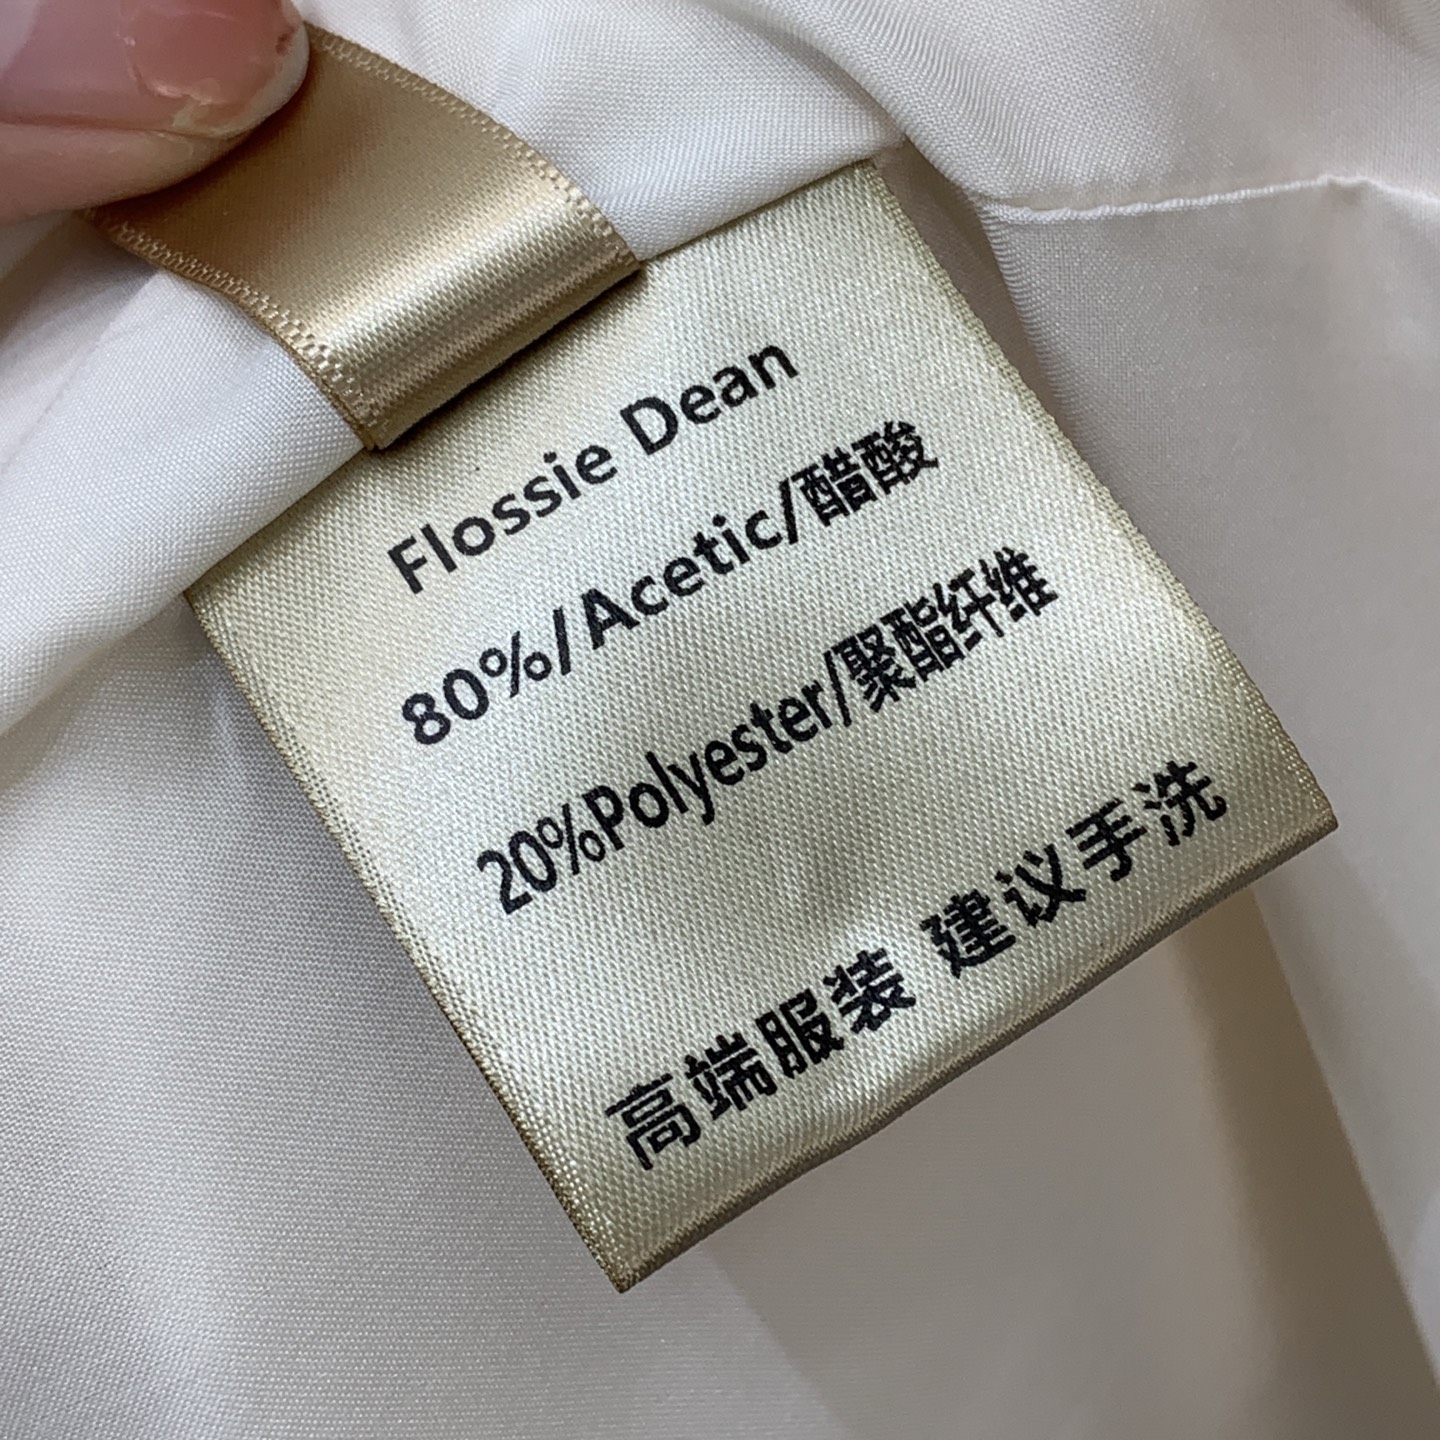 Flossie Dean
80%/Acetic/醋酸
20%Polyester/聚酯纤维
高端服装 建议手洗